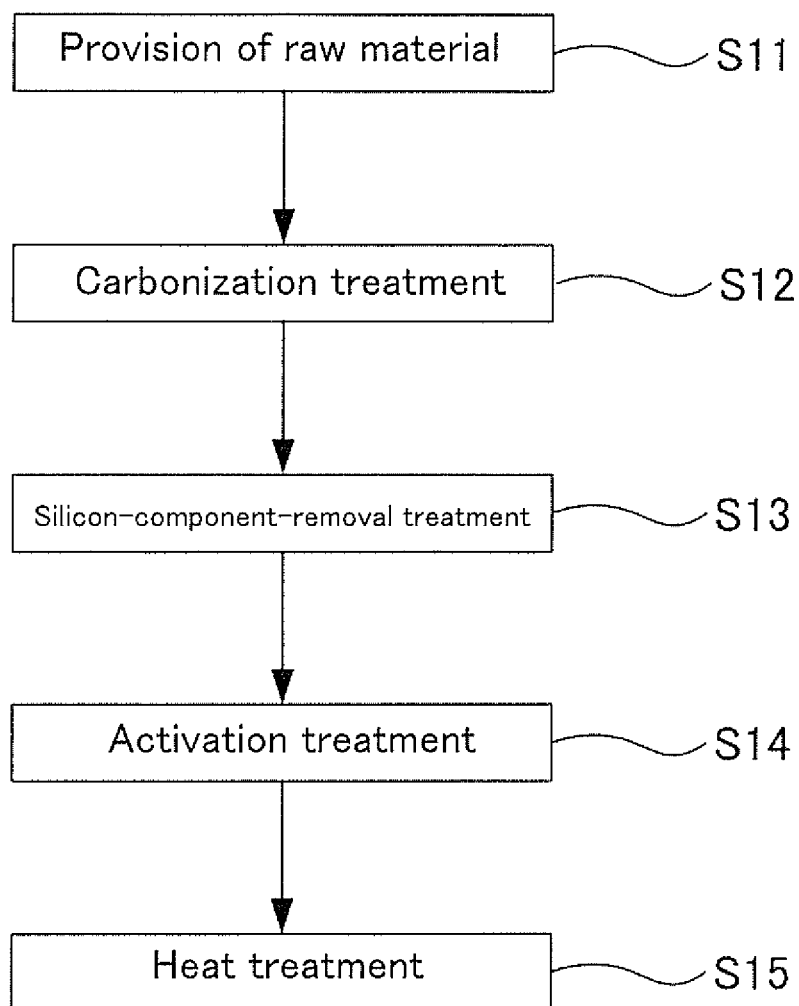 Provision of raw material S11
Carbonization treatment S12
Silicon-component-removal treatment S13
Activation treatment S14
Heat treatment S15